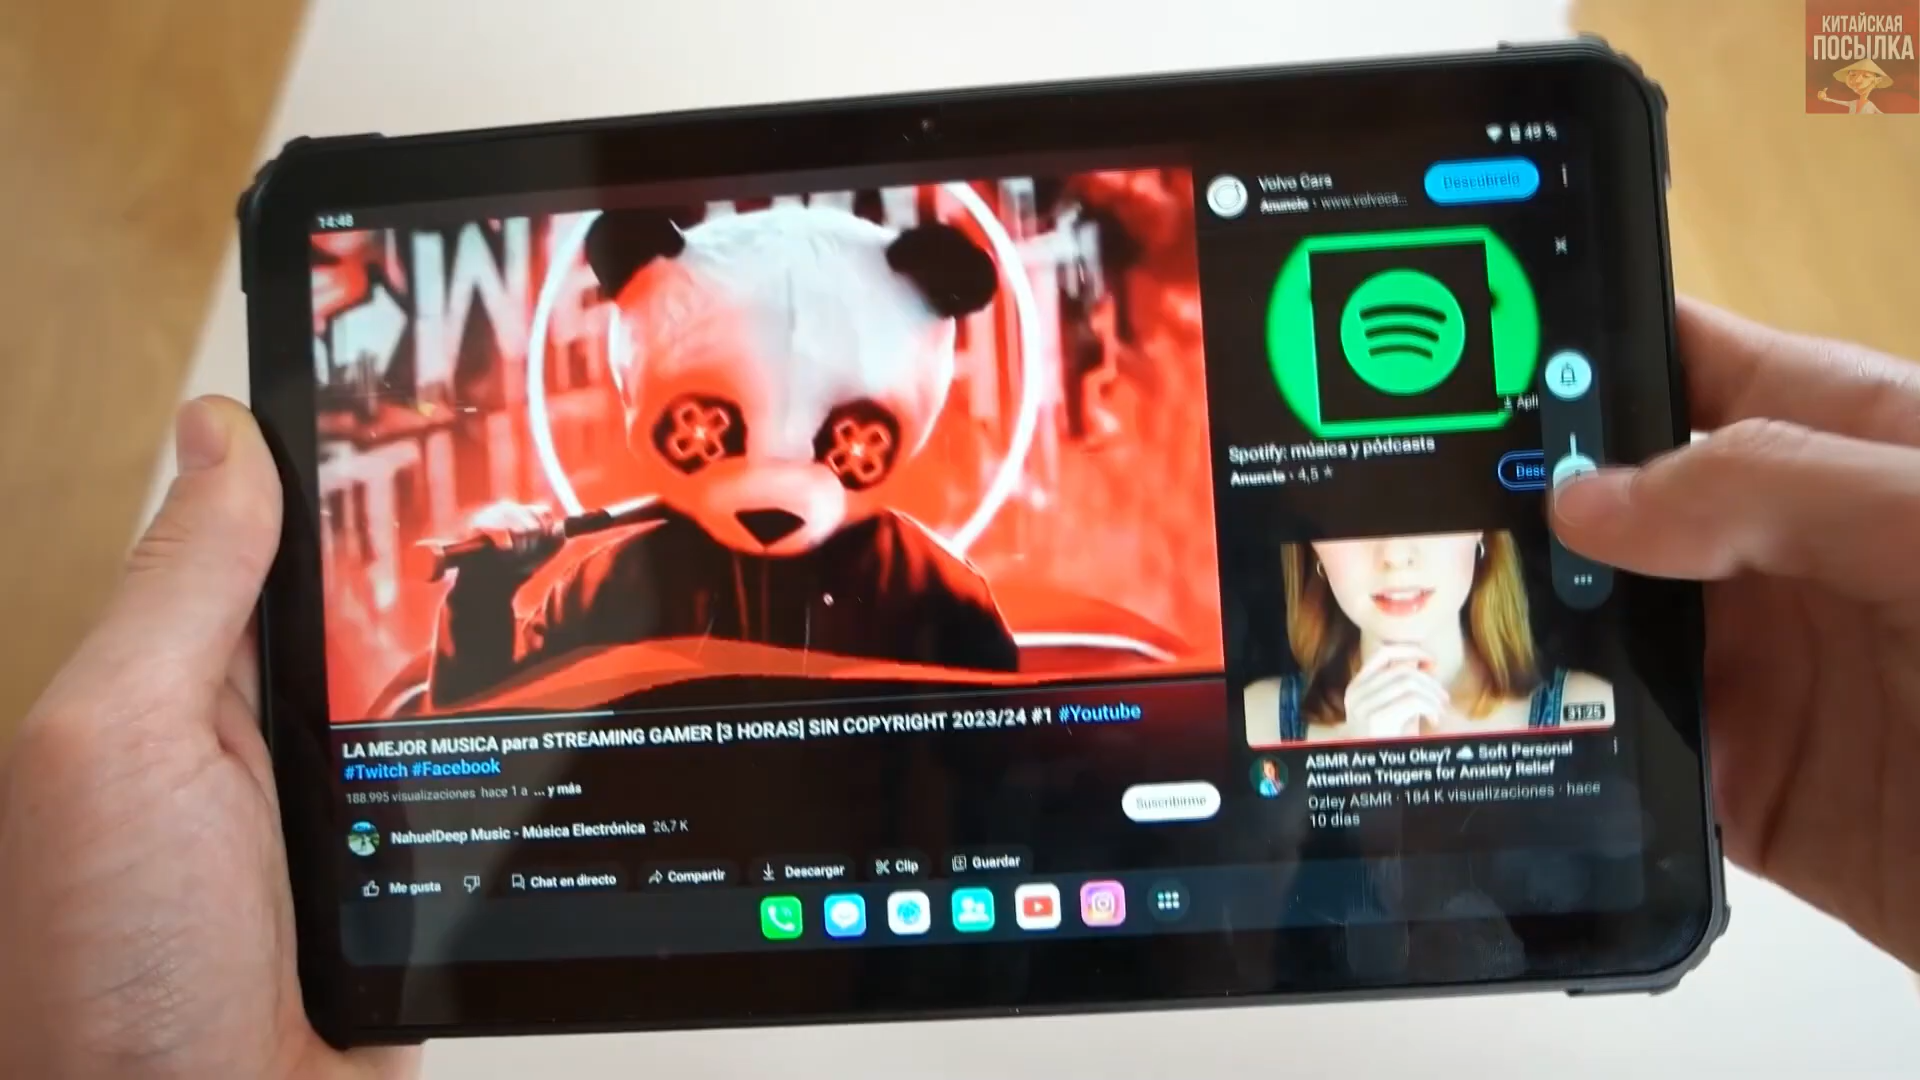 КИТАЙСКАЯ
ПОСЫЛКА
14:48
49 %
Volvo Cars
Anuncio · www.volvoca...
Descúbrelo
Spotify: música y pódcasts
Anuncio · 4,5 ★
31:25
LA MEJOR MUSICA para STREAMING GAMER [3 HORAS] SIN COPYRIGHT 2023/24 #1 #Youtube
#Twitch #Facebook
188.995 visualizaciones hace 1 a ... y más
NahuelDeep Music - Música Electrónica 26,7 K
Suscribirme
Me gusta
Chat en directo
Compartir
Descargar
Clip
Guardar
ASMR Are You Okay? ☁ Soft Personal
Attention Triggers for Anxiety Relief
Ozley ASMR · 184 K visualizaciones · hace
10 días